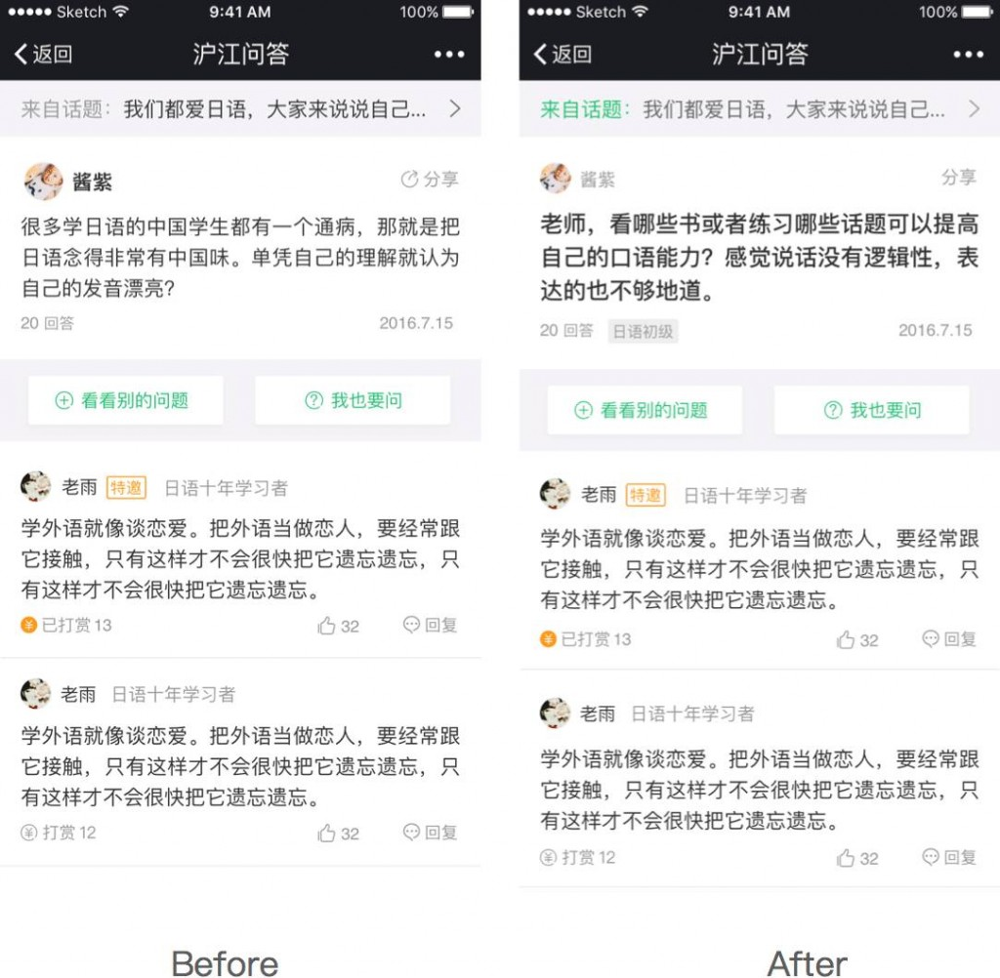 ●●●●● Sketch 9:41 AM 100%
返回 沪江问答 •••
来自话题： 我们都爱日语，大家来说说自己...
酱紫 分享
很多学日语的中国学生都有一个通病，那就是把
日语念得非常有中国味。单凭自己的理解就认为
自己的发音漂亮?
20 回答 2016.7.15
看看别的问题 我也要问
老雨 特邀 日语十年学习者
学外语就像谈恋爱。把外语当做恋人，要经常跟
它接触，只有这样才不会很快把它遗忘遗忘，只
有这样才不会很快把它遗忘遗忘。
¥ 已打赏 13 32 回复
老雨 日语十年学习者
学外语就像谈恋爱。把外语当做恋人，要经常跟
它接触，只有这样才不会很快把它遗忘遗忘，只
有这样才不会很快把它遗忘遗忘。
¥ 打赏 12 32 回复
Before
●●●●● Sketch 9:41 AM 100%
返回 沪江问答 •••
来自话题： 我们都爱日语，大家来说说自己...
酱紫 分享
老师，看哪些书或者练习哪些话题可以提高
自己的口语能力？感觉说话没有逻辑性，表
达的也不够地道。
20 回答 日语初级 2016.7.15
看看别的问题 我也要问
老雨 特邀 日语十年学习者
学外语就像谈恋爱。把外语当做恋人，要经常跟
它接触，只有这样才不会很快把它遗忘遗忘，只
有这样才不会很快把它遗忘遗忘。
¥ 已打赏 13 32 回复
老雨 日语十年学习者
学外语就像谈恋爱。把外语当做恋人，要经常跟
它接触，只有这样才不会很快把它遗忘遗忘，只
有这样才不会很快把它遗忘遗忘。
¥ 打赏 12 32 回复
After